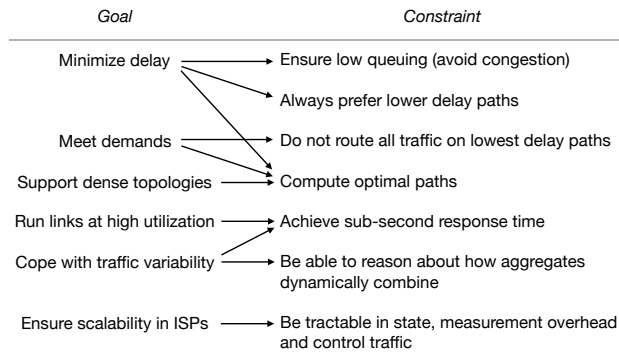 Goal Constraint
Minimize delay Ensure low queuing (avoid congestion)
Always prefer lower delay paths
Meet demands Do not route all traffic on lowest delay paths
Support dense topologies Compute optimal paths
Run links at high utilization Achieve sub-second response time
Cope with traffic variability Be able to reason about how aggregates
dynamically combine
Ensure scalability in ISPs Be tractable in state, measurement overhead
and control traffic